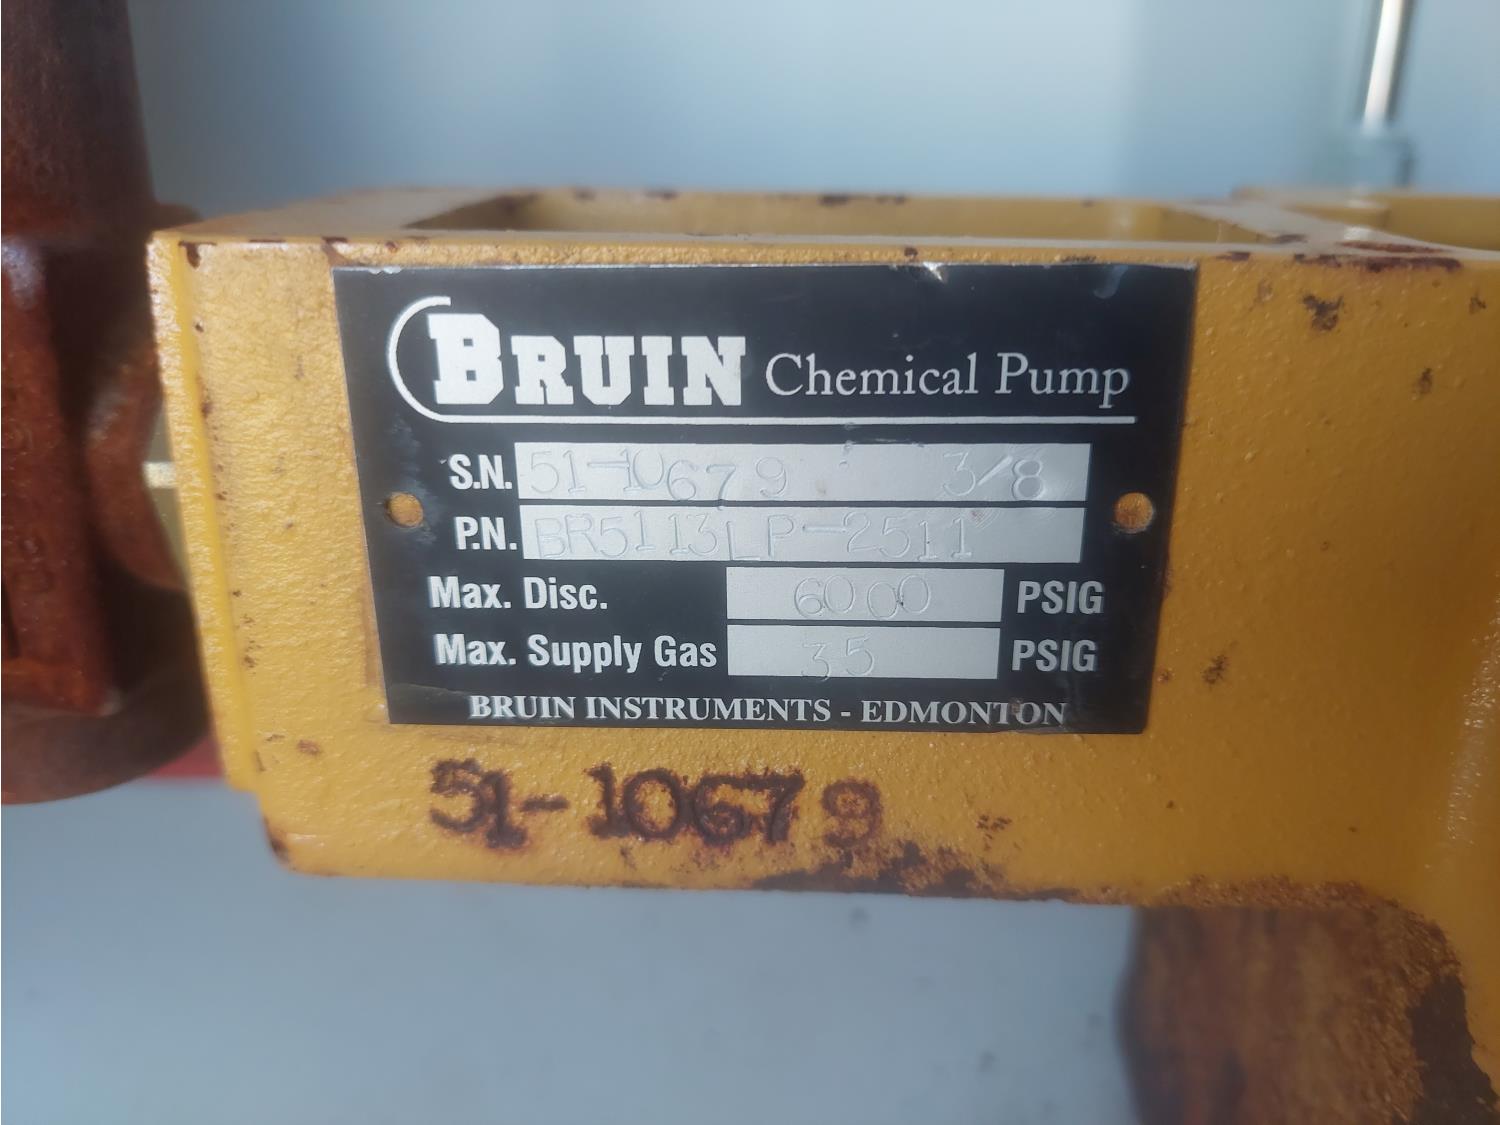 BRUIN Chemical Pump
S.N. 51-10679 3/8
P.N. BR5113LP-2511
Max. Disc. 6000 PSIG
Max. Supply Gas 35 PSIG
BRUIN INSTRUMENTS - EDMONTON
51-10679